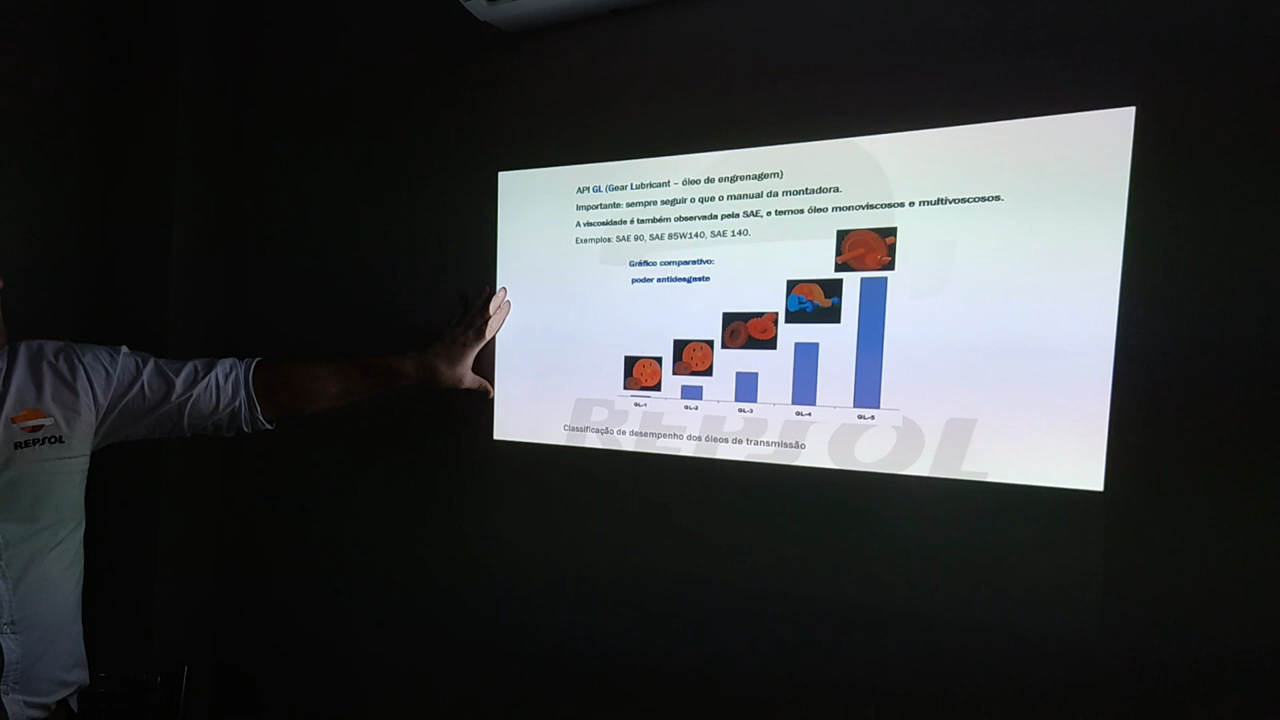 API GL (Gear Lubricant – óleo de engrenagem)
Importante: sempre seguir o que o manual da montadora.
A viscosidade é também observada pela SAE, e temos óleo monoviscosos e multivoscosos.
Exemplos: SAE 90, SAE 85W140, SAE 140.
Gráfico comparativo:
poder antideagaste
GL-1 GL-2 GL-3 GL-4 GL-5
Classificação de desempenho dos óleos de transmissão
REPSOL
REPSOL